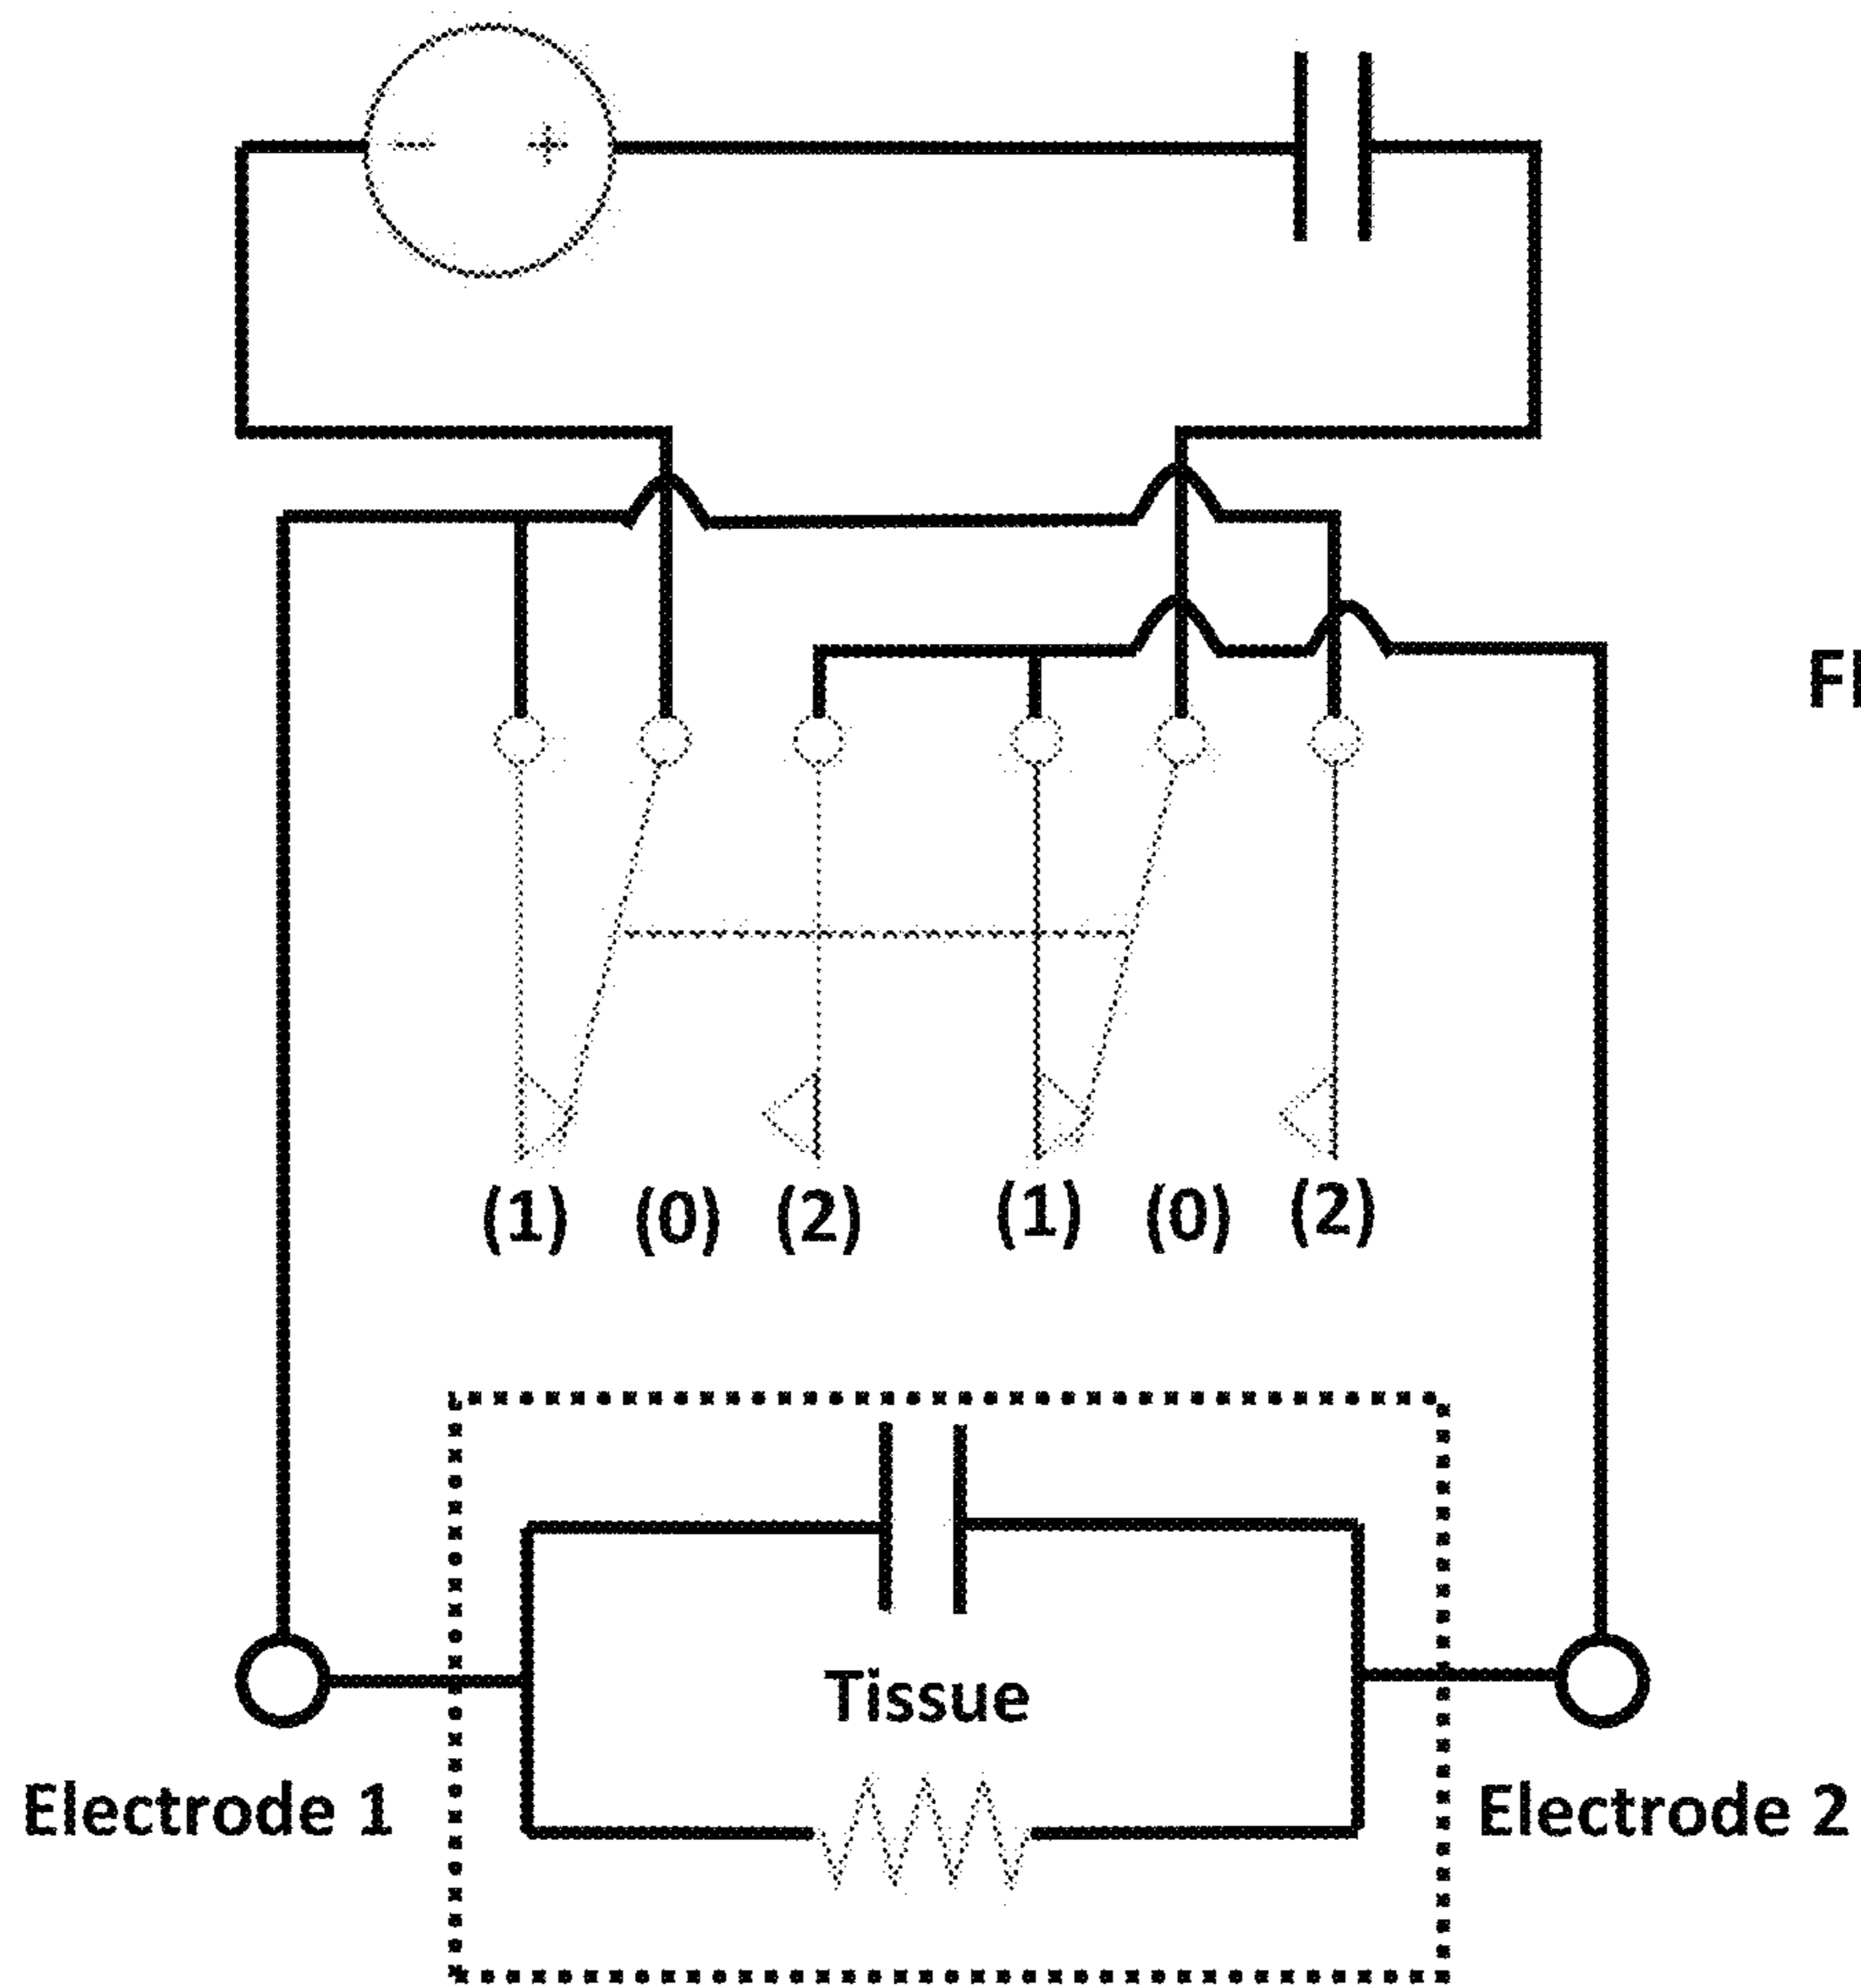 - +
(1) (0) (2) (1) (0) (2)
Tissue
Electrode 1 Electrode 2